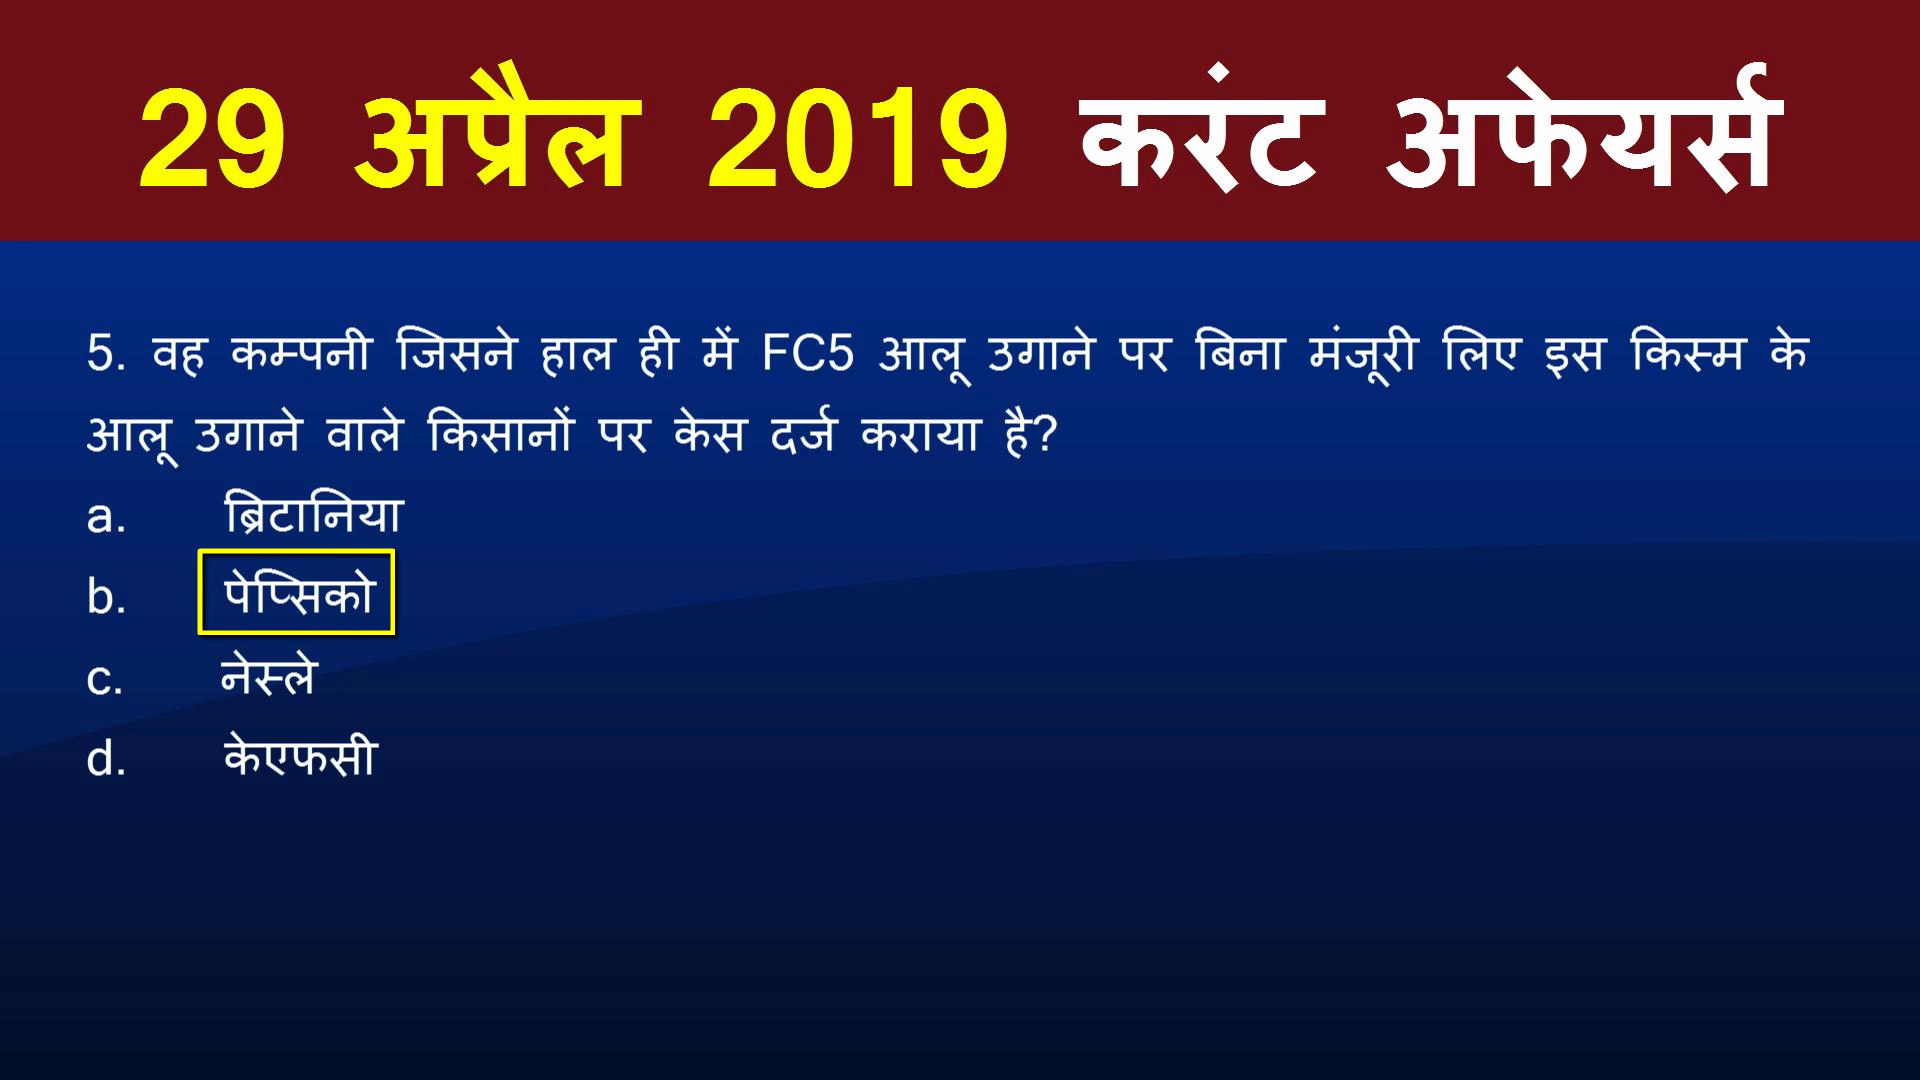 29 अप्रैल 2019 करंट अफेयर्स
5. वह कम्पनी जिसने हाल ही में FC5 आलू उगाने पर बिना मंजूरी लिए इस किस्म के
आलू उगाने वाले किसानों पर केस दर्ज कराया है?
a. ब्रिटानिया
b. पेप्सिको
c. नेस्ले
d. केएफसी